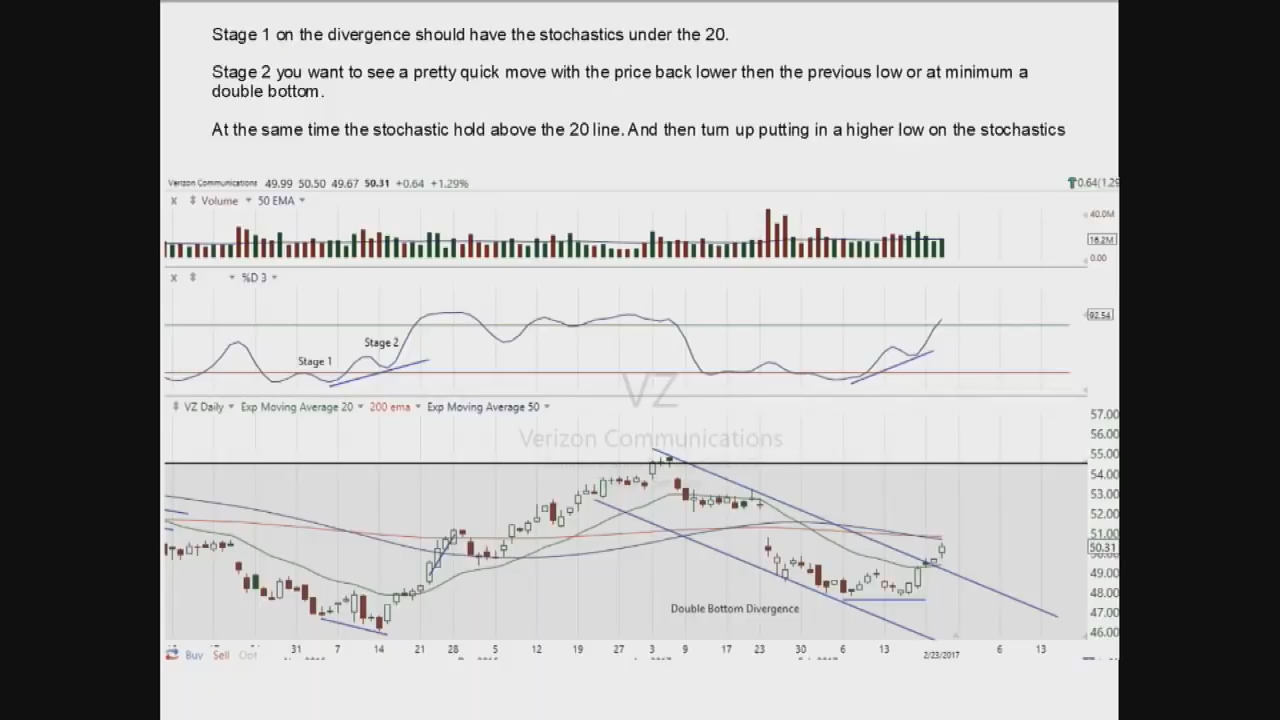 Stage 1 on the divergence should have the stochastics under the 20.
Stage 2 you want to see a pretty quick move with the price back lower then the previous low or at minimum a
double bottom.
At the same time the stochastic hold above the 20 line. And then turn up putting in a higher low on the stochastics
Verizon Communications 49.99 50.50 49.67 50.31 +0.64 +1.29%
0.64(1.29
x Volume 50 EMA
40.0M
18.2M
0.00
x %D 3
92.54
Stage 2
Stage 1
VZ
VZ Daily Exp Moving Average 20 200 ema Exp Moving Average 50
Verizon Communications
57.00
56.00
55.00
54.00
53.00
52.00
51.00
50.31
49.00
48.00
47.00
46.00
Double Bottom Divergence
31 7 14 21 28 5 12 19 27 3 9 17 23 30 6 13 2/23/2017 6 13
Buy Sell Opt